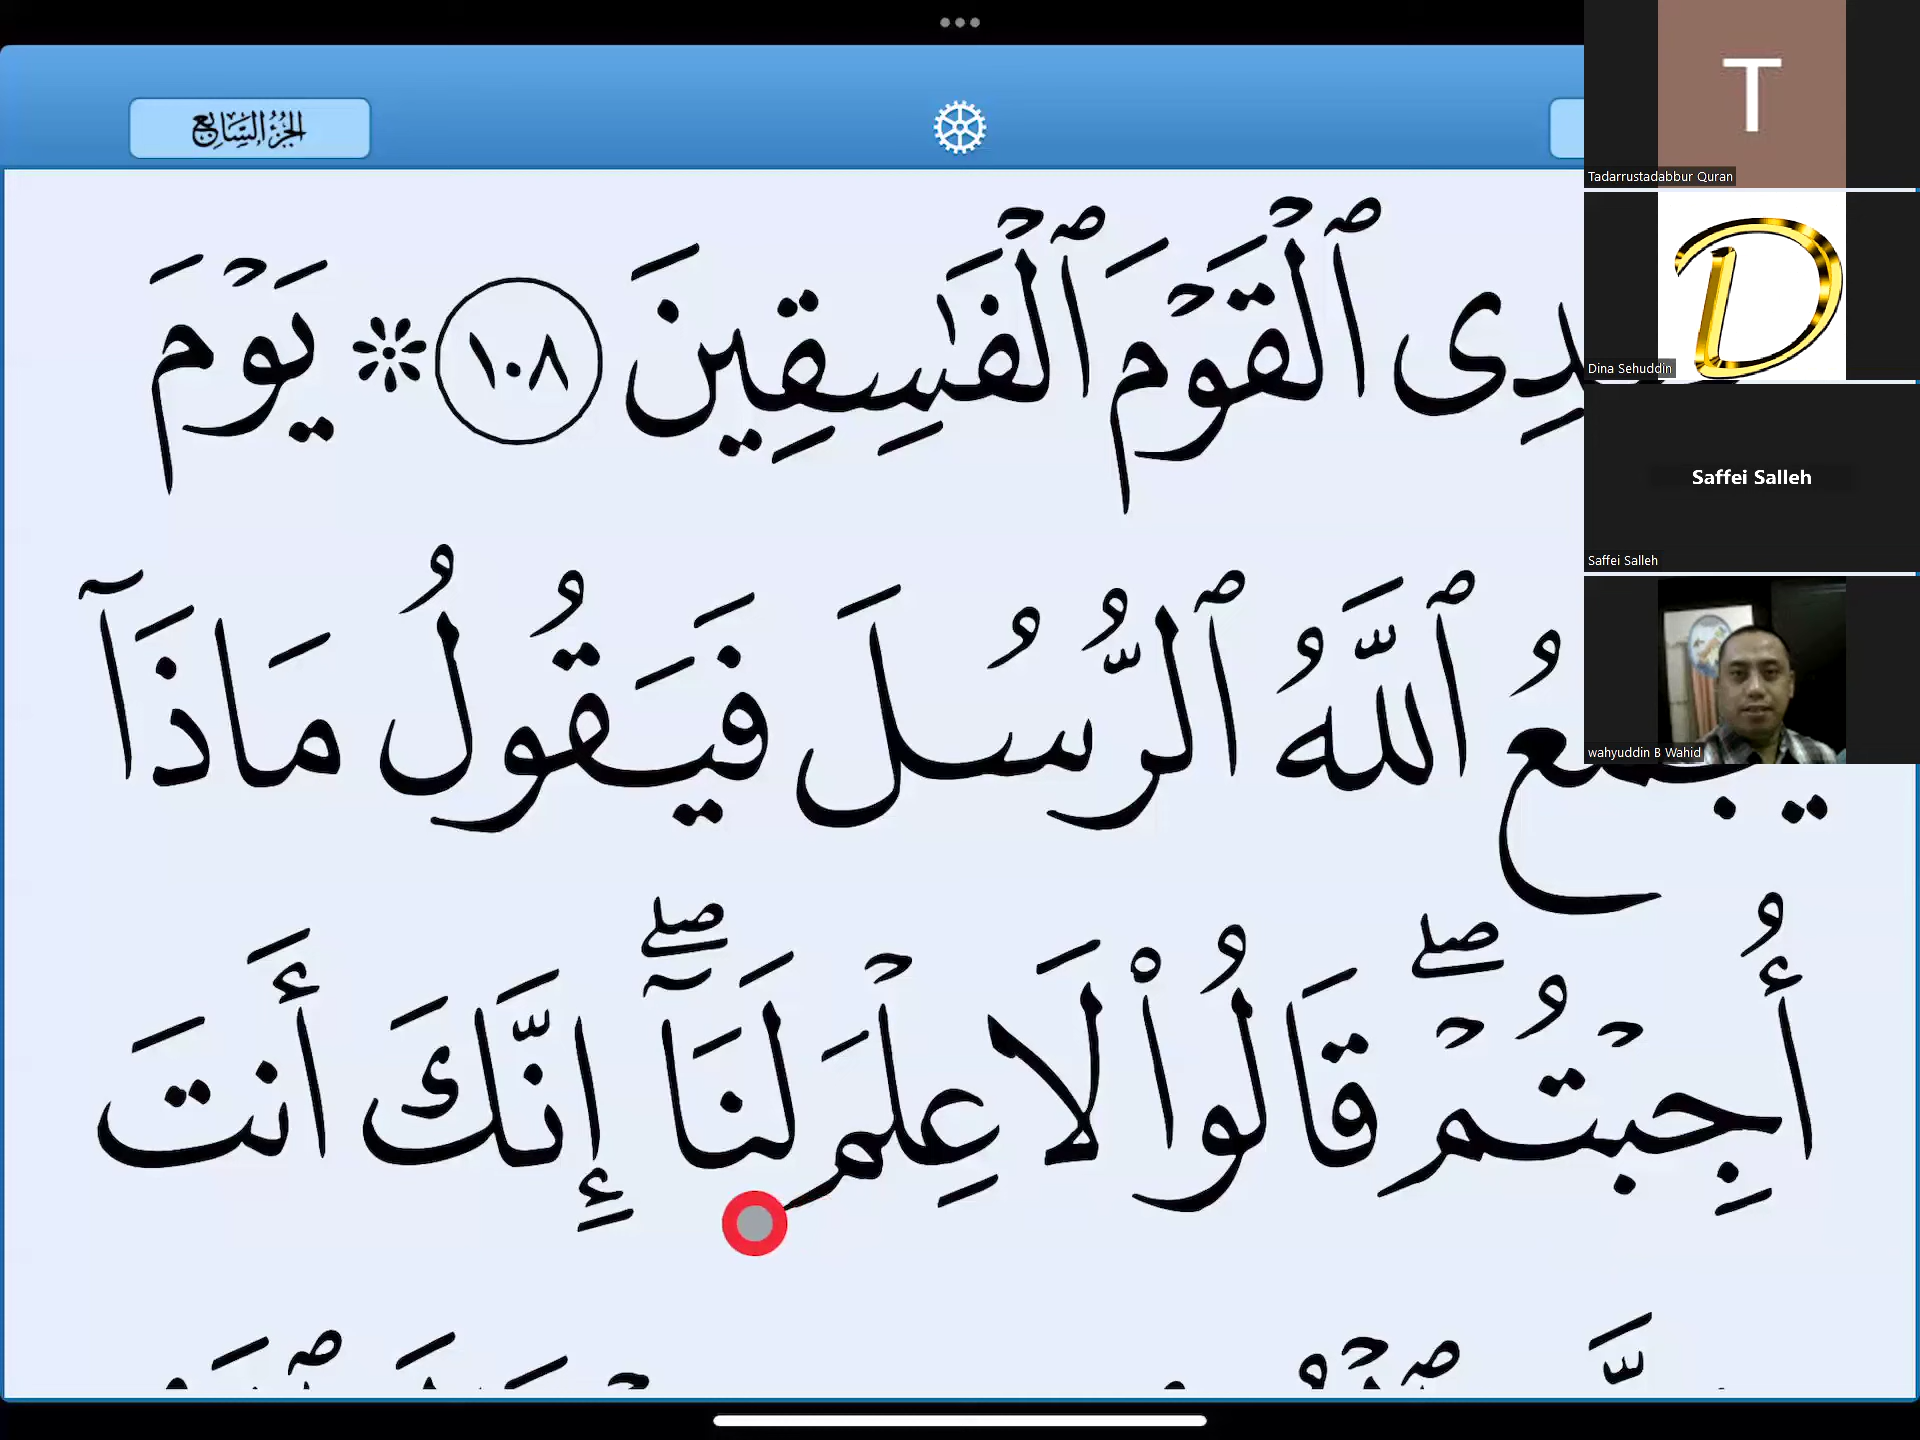 الجزء السابع
ٱلْقَوْمَ ٱلْفَٰسِقِينَ ١٠٨ ۞ يَوْمَ
يَجْمَعُ ٱللَّهُ ٱلرُّسُلَ فَيَقُولُ مَاذَآ
أُجِبْتُمْ ۖ قَالُوا۟ لَا عِلْمَ لَنَآ ۖ إِنَّكَ أَنتَ
T
Tadarrustadabbur Quran
D
Dina Sehuddin
Saffei Salleh
Saffei Salleh
wahyuddin B Wahid